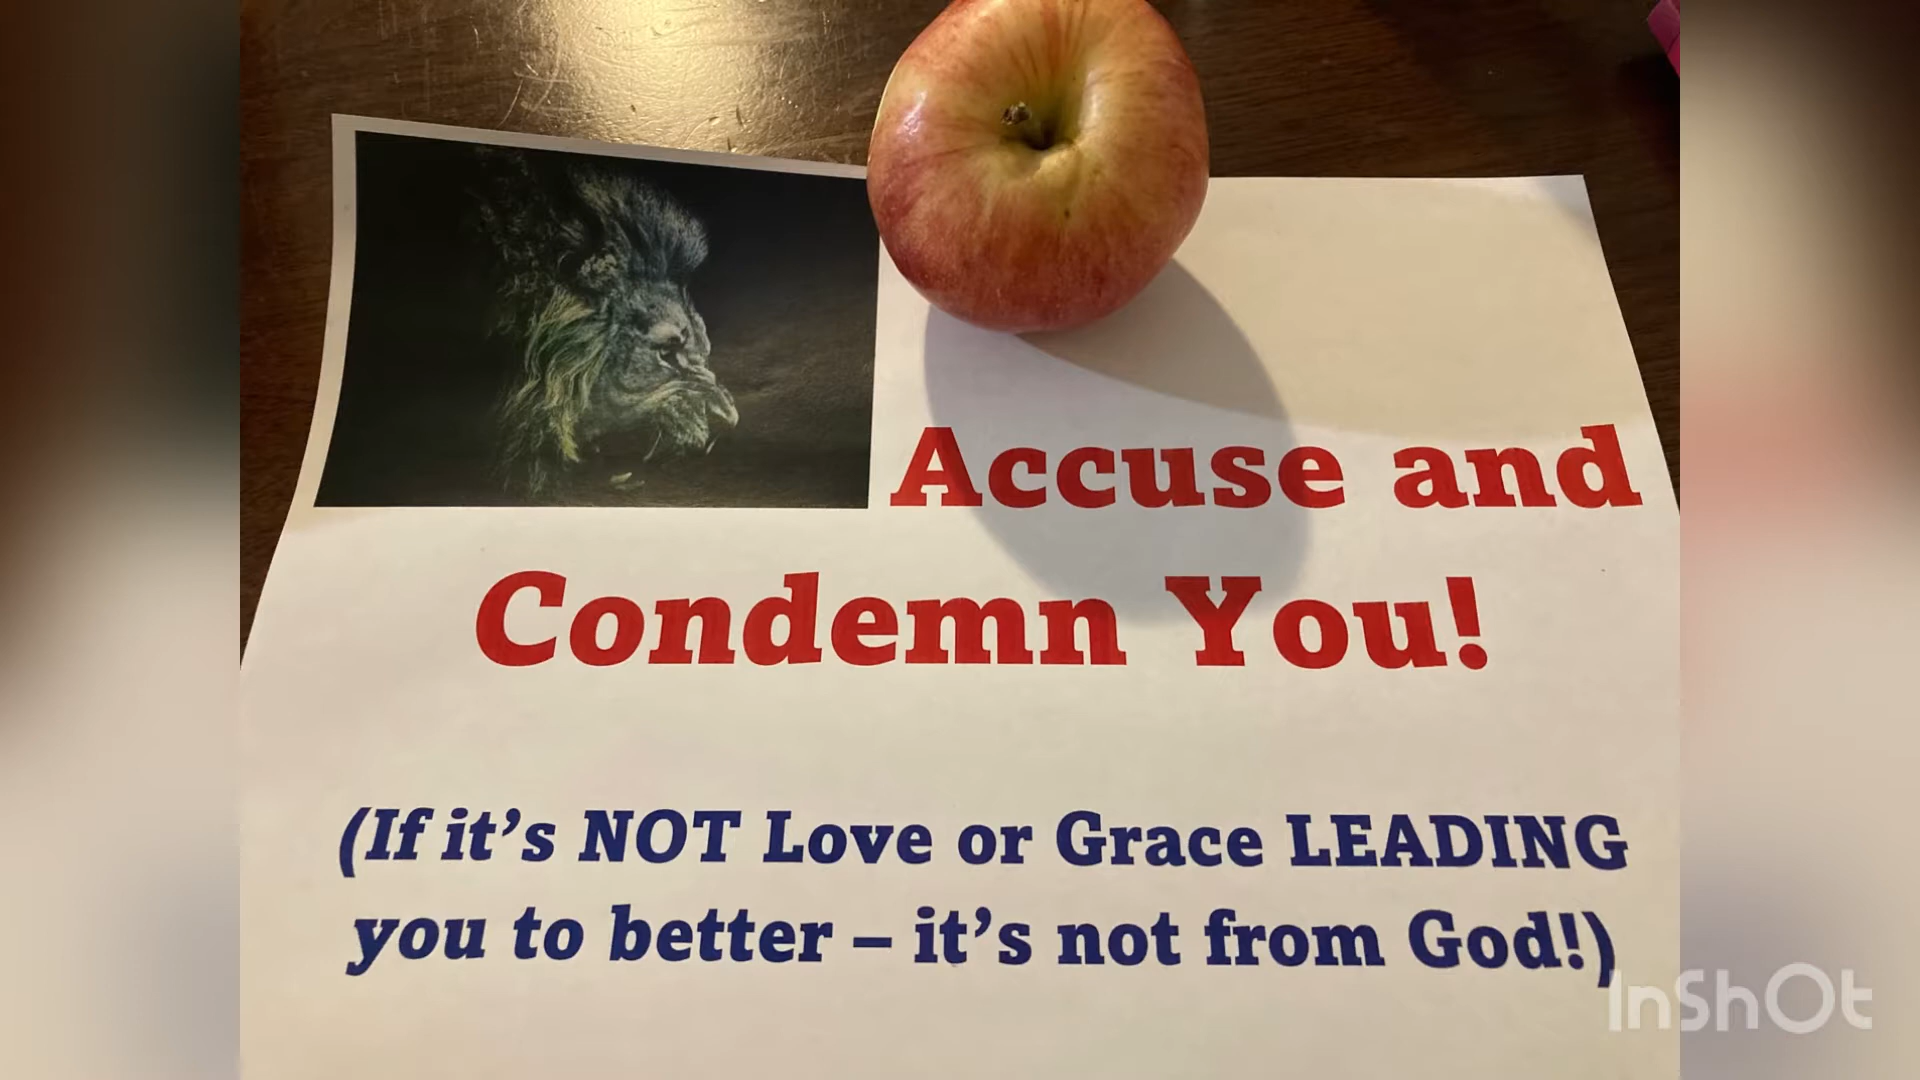 Accuse and
Condemn You!
(If it's NOT Love or Grace LEADING
you to better – it's not from God!)
InShOt